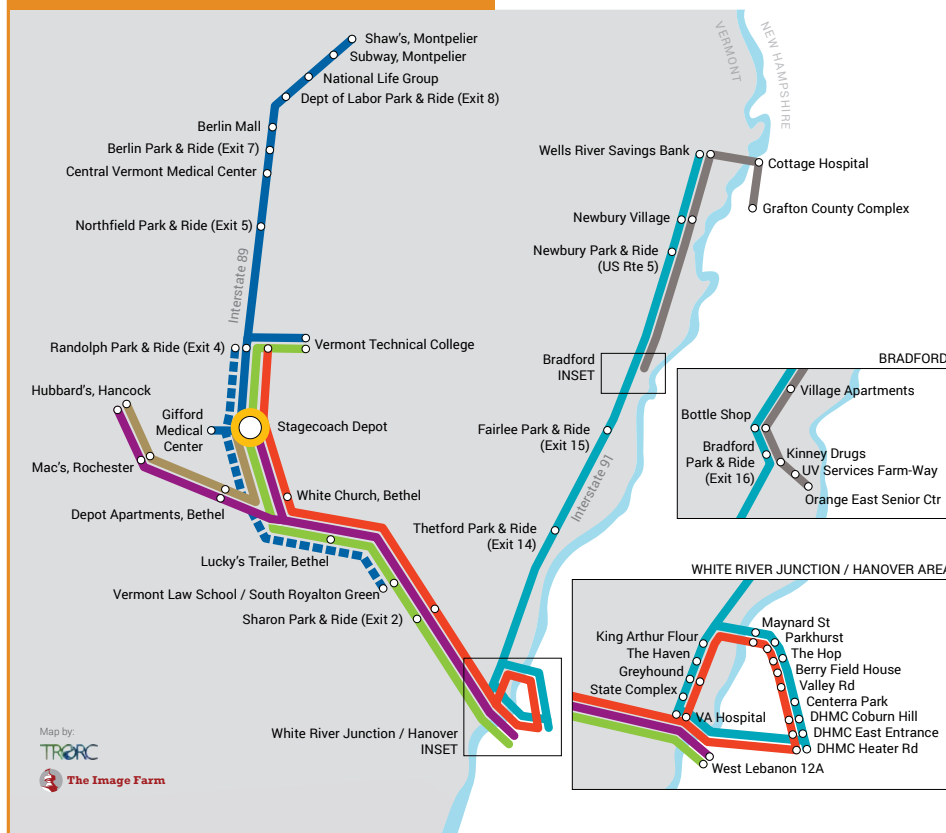 Shaw's, Montpelier
Subway, Montpelier
National Life Group
Dept of Labor Park & Ride (Exit 8)
Berlin Mall
Berlin Park & Ride (Exit 7)
Central Vermont Medical Center
Northfield Park & Ride (Exit 5)
Interstate 89
Randolph Park & Ride (Exit 4)
Vermont Technical College
Hubbard's, Hancock
Gifford
Medical
Center
Stagecoach Depot
Mac's, Rochester
White Church, Bethel
Depot Apartments, Bethel
Lucky's Trailer, Bethel
Vermont Law School / South Royalton Green
Sharon Park & Ride (Exit 2)
White River Junction / Hanover
INSET
VERMONT
NEW HAMPSHIRE
Wells River Savings Bank
Cottage Hospital
Grafton County Complex
Newbury Village
Newbury Park & Ride
(US Rte 5)
Bradford
INSET
Fairlee Park & Ride
(Exit 15)
Interstate 91
Thetford Park & Ride
(Exit 14)
BRADFORD
Village Apartments
Bottle Shop
Bradford
Park & Ride
(Exit 16)
Kinney Drugs
UV Services Farm-Way
Orange East Senior Ctr
WHITE RIVER JUNCTION / HANOVER AREA
Maynard St
King Arthur Flour
Parkhurst
The Haven
The Hop
Greyhound
Berry Field House
State Complex
Valley Rd
Centerra Park
VA Hospital
DHMC Coburn Hill
DHMC East Entrance
DHMC Heater Rd
West Lebanon 12A
Map by:
TRORC
The Image Farm